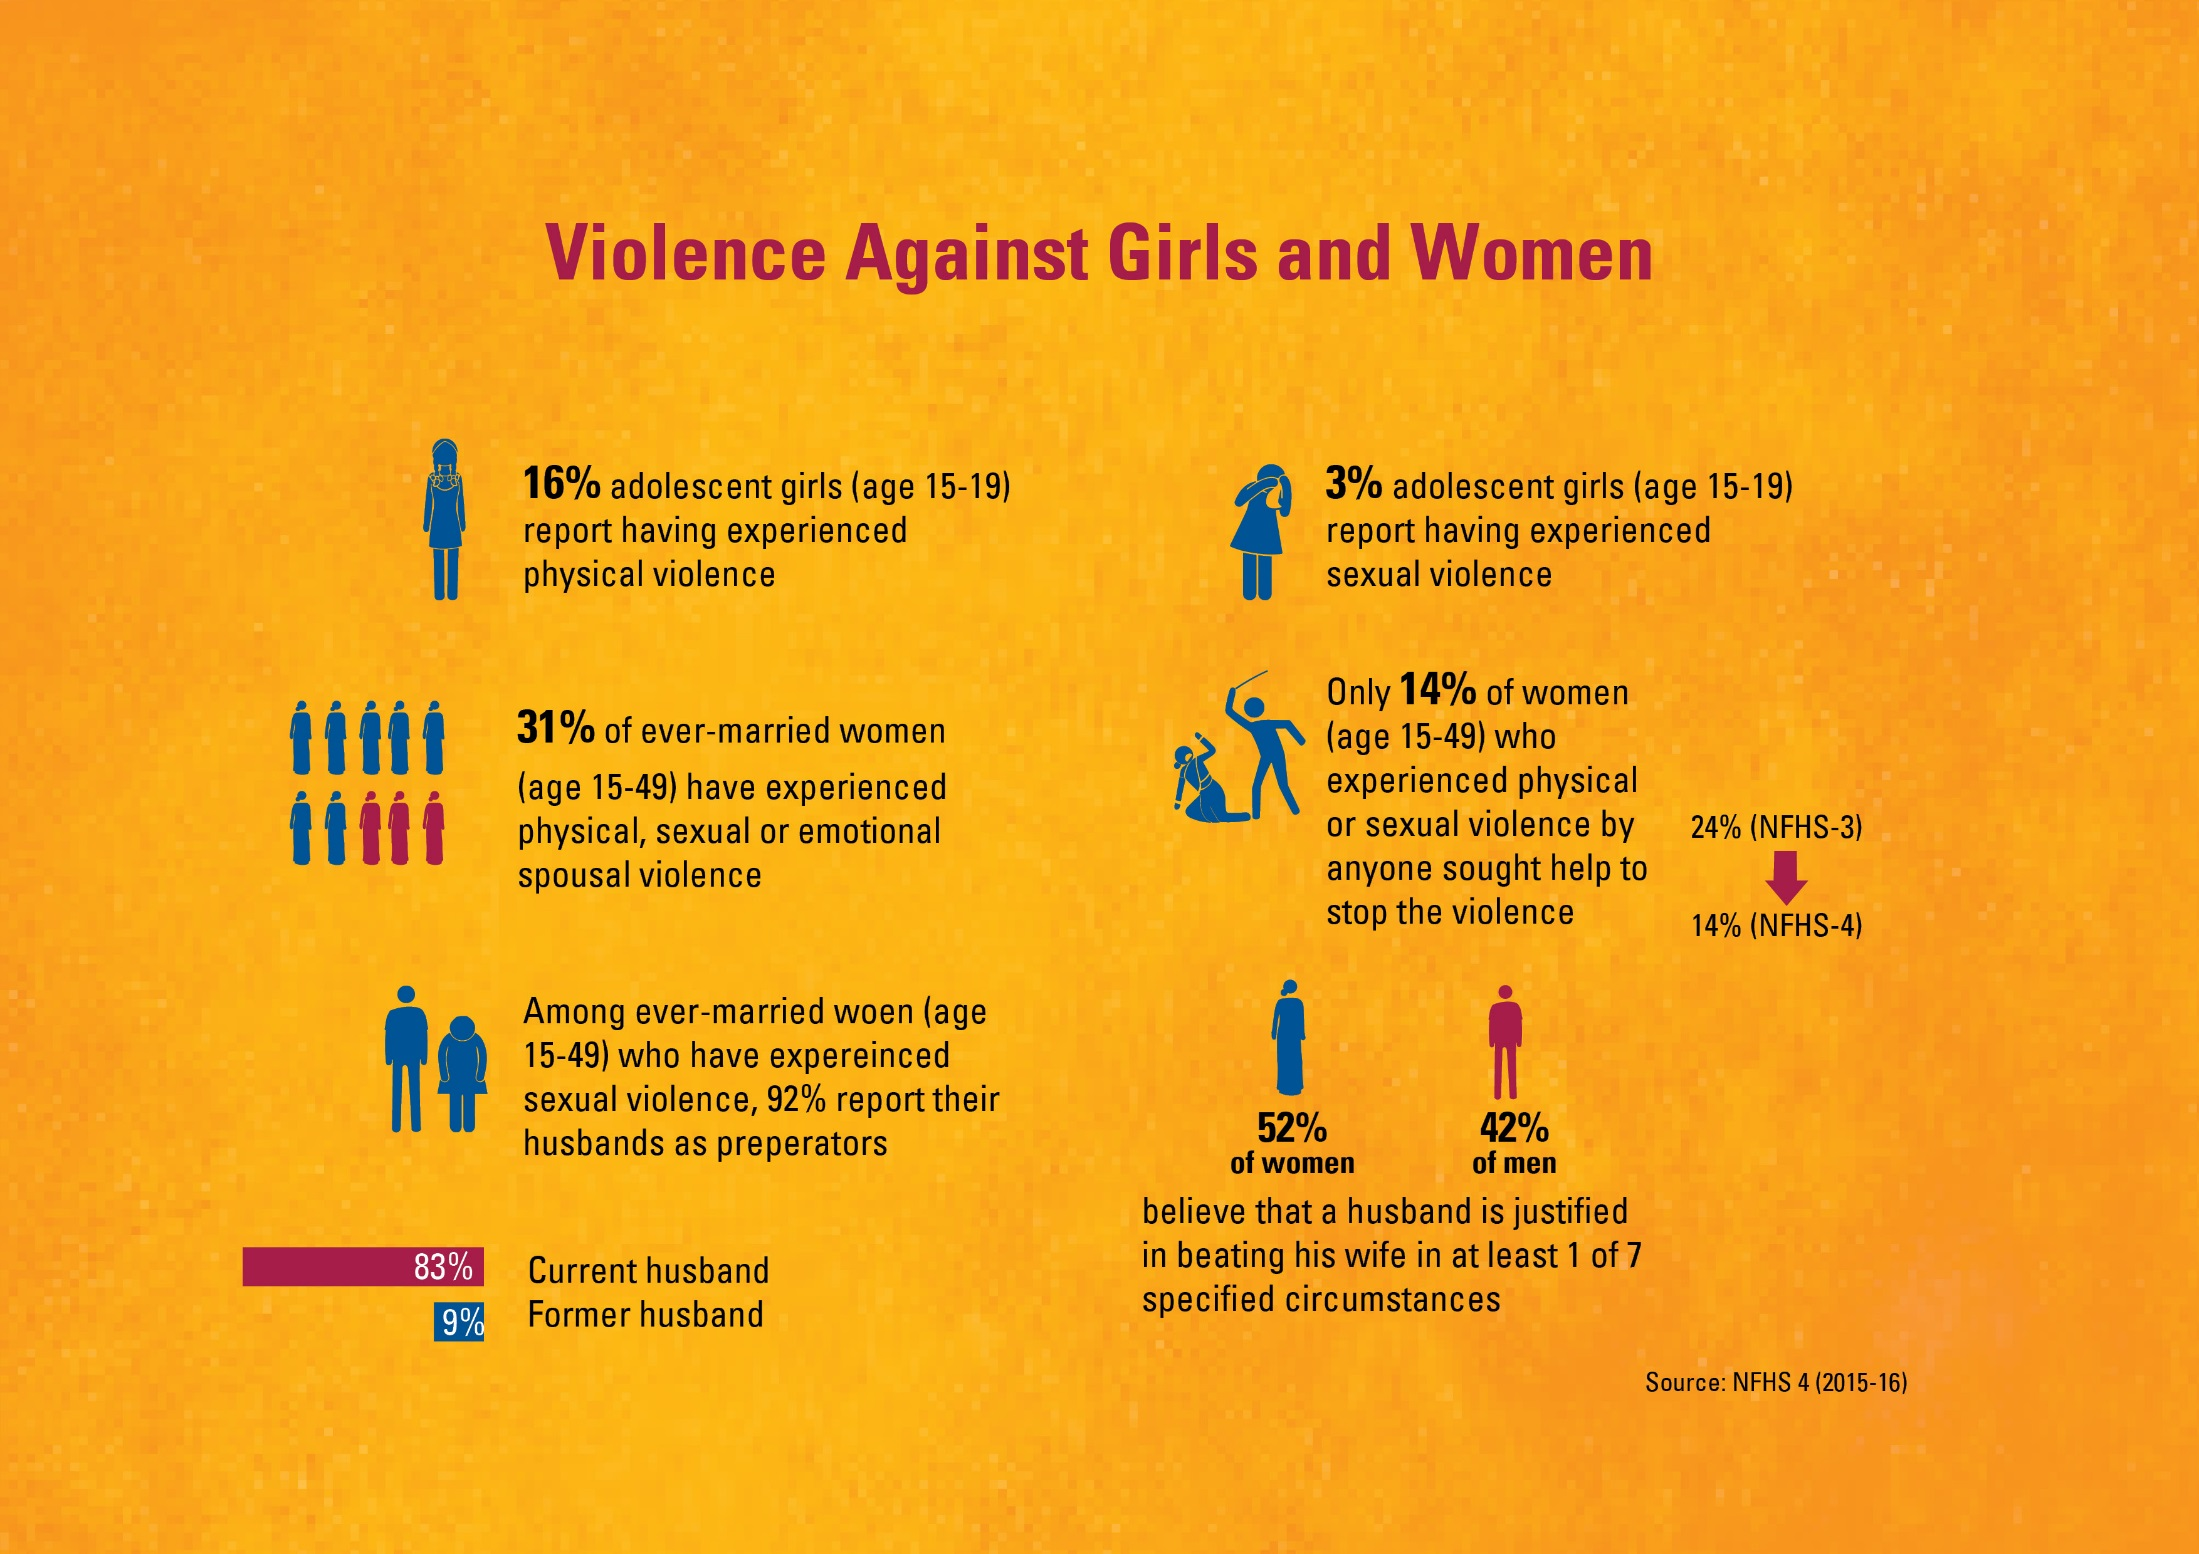 Violence Against Girls and Women
16% adolescent girls (age 15-19)
report having experienced
physical violence
3% adolescent girls (age 15-19)
report having experienced
sexual violence
31% of ever-married women
(age 15-49) have experienced
physical, sexual or emotional
spousal violence
Only 14% of women
(age 15-49) who
experienced physical
or sexual violence by
anyone sought help to
stop the violence
24% (NFHS-3)
14% (NFHS-4)
Among ever-married woen (age
15-49) who have expereinced
sexual violence, 92% report their
husbands as preperators
83% Current husband
9% Former husband
52%
of women
42%
of men
believe that a husband is justified
in beating his wife in at least 1 of 7
specified circumstances
Source: NFHS 4 (2015-16)